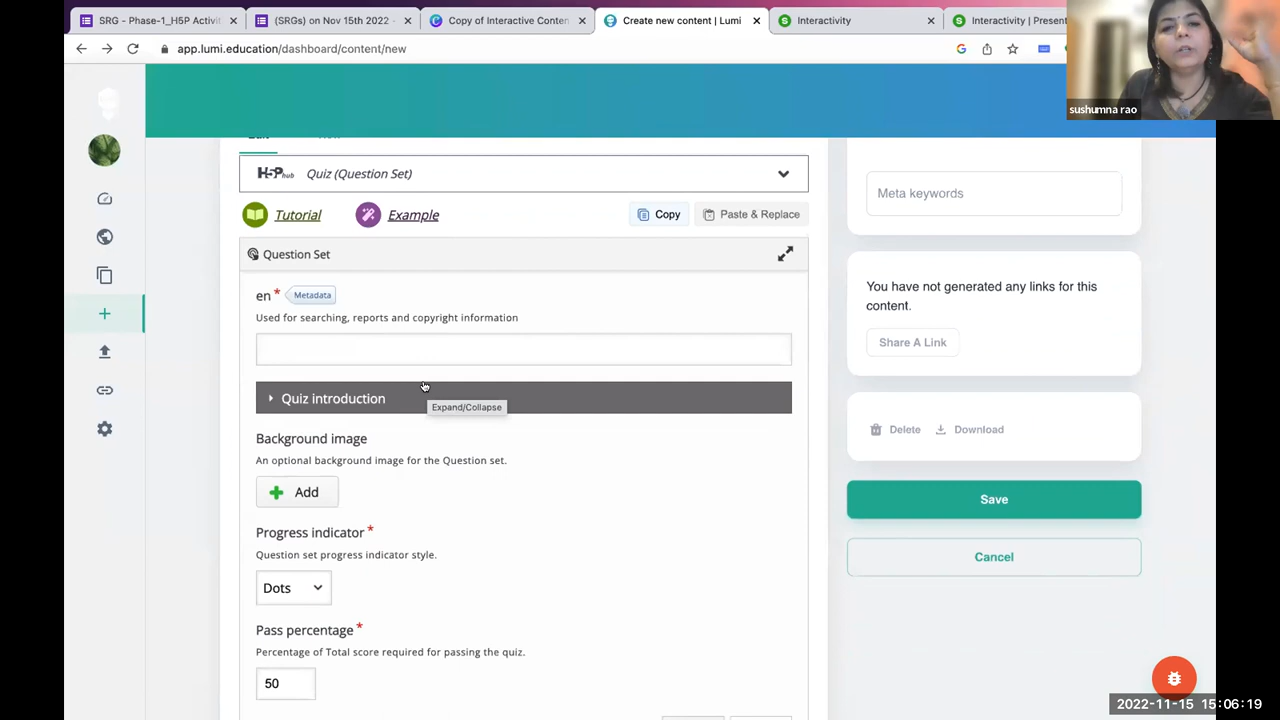 SRG - Phase-1_H5P Activi
(SRGs) on Nov 15th 2022 -
Copy of Interactive Conten
Create new content | Lumi
Interactivity
Interactivity | Present
app.lumi.education/dashboard/content/new
sushumna rao
H5P hub Quiz (Question Set)
Tutorial
Example
Copy
Paste & Replace
Question Set
en * Metadata
Used for searching, reports and copyright information
Quiz introduction
Expand/Collapse
Background image
An optional background image for the Question set.
Add
Progress indicator *
Question set progress indicator style.
Dots
Pass percentage *
Percentage of Total score required for passing the quiz.
50
Meta keywords
You have not generated any links for this
content.
Share A Link
Delete
Download
Save
Cancel
2022-11-15 15:06:19